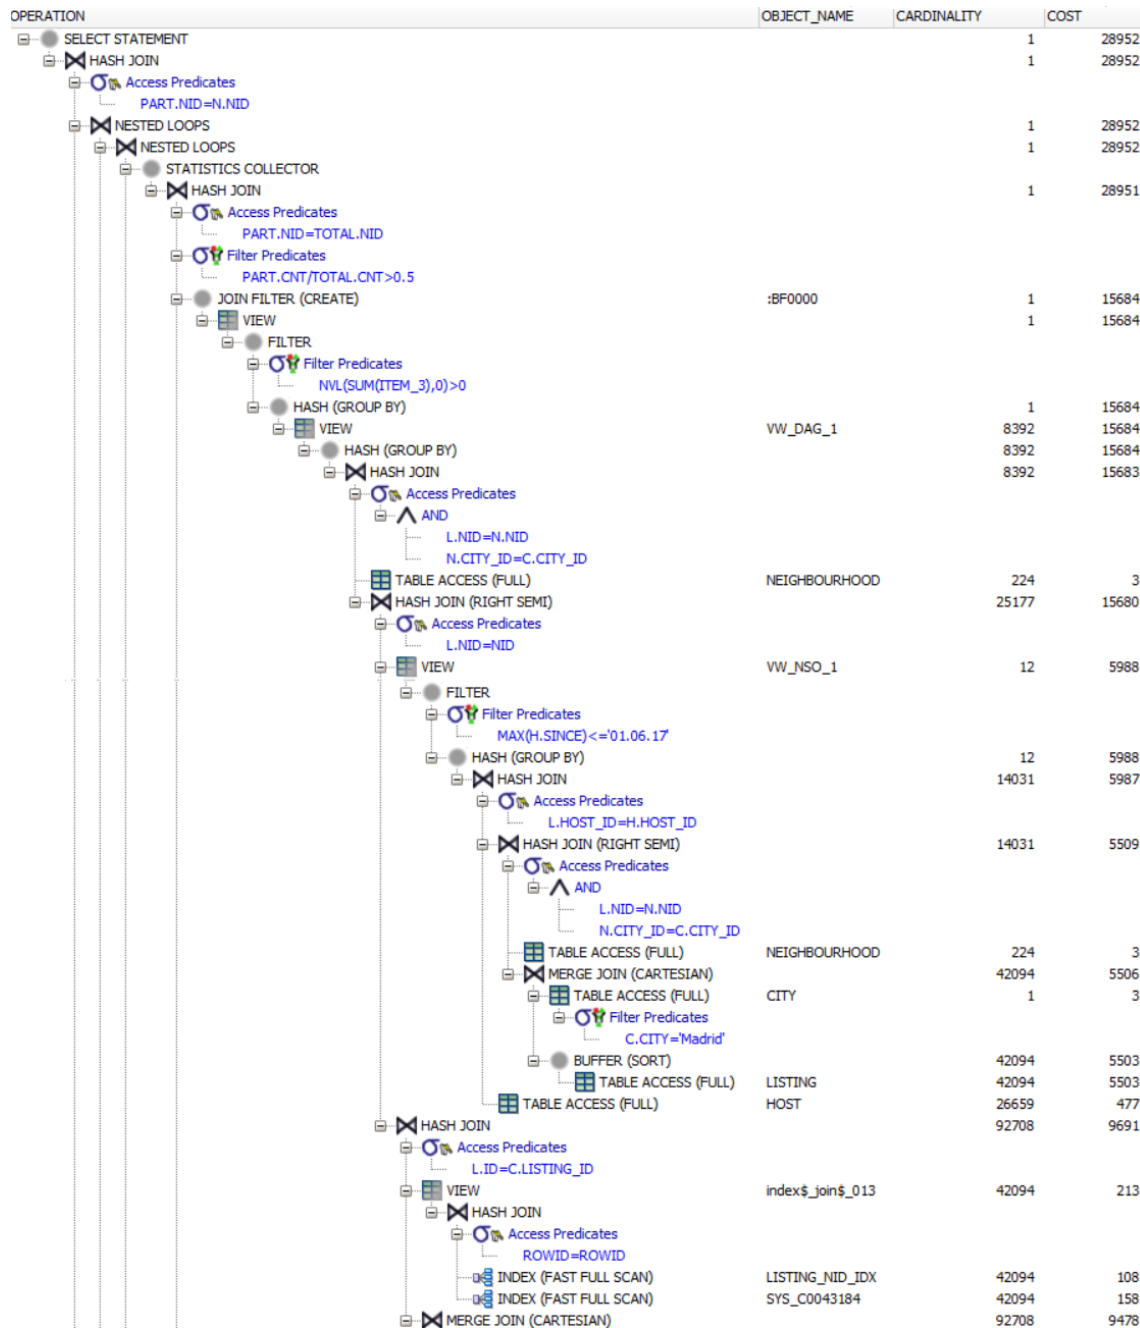 OPERATION OBJECT_NAME CARDINALITY COST
SELECT STATEMENT 1 28952
HASH JOIN 1 28952
Access Predicates
PART.NID=N.NID
NESTED LOOPS 1 28952
NESTED LOOPS 1 28952
STATISTICS COLLECTOR
HASH JOIN 1 28951
Access Predicates
PART.NID=TOTAL.NID
Filter Predicates
PART.CNT/TOTAL.CNT>0.5
JOIN FILTER (CREATE) :BF0000 1 15684
VIEW 1 15684
FILTER
Filter Predicates
NVL(SUM(ITEM_3),0)>0
HASH (GROUP BY) 1 15684
VIEW VW_DAG_1 8392 15684
HASH (GROUP BY) 8392 15684
HASH JOIN 8392 15683
Access Predicates
AND
L.NID=N.NID
N.CITY_ID=C.CITY_ID
TABLE ACCESS (FULL) NEIGHBOURHOOD 224 3
HASH JOIN (RIGHT SEMI) 25177 15680
Access Predicates
L.NID=NID
VIEW VW_NSO_1 12 5988
FILTER
Filter Predicates
MAX(H.SINCE)<='01.06.17'
HASH (GROUP BY) 12 5988
HASH JOIN 14031 5987
Access Predicates
L.HOST_ID=H.HOST_ID
HASH JOIN (RIGHT SEMI) 14031 5509
Access Predicates
AND
L.NID=N.NID
N.CITY_ID=C.CITY_ID
TABLE ACCESS (FULL) NEIGHBOURHOOD 224 3
MERGE JOIN (CARTESIAN) 42094 5506
TABLE ACCESS (FULL) CITY 1 3
Filter Predicates
C.CITY='Madrid'
BUFFER (SORT) 42094 5503
TABLE ACCESS (FULL) LISTING 42094 5503
TABLE ACCESS (FULL) HOST 26659 477
HASH JOIN 92708 9691
Access Predicates
L.ID=C.LISTING_ID
VIEW index$_join$_013 42094 213
HASH JOIN
Access Predicates
ROWID=ROWID
INDEX (FAST FULL SCAN) LISTING_NID_IDX 42094 108
INDEX (FAST FULL SCAN) SYS_C0043184 42094 158
MERGE JOIN (CARTESIAN) 92708 9478